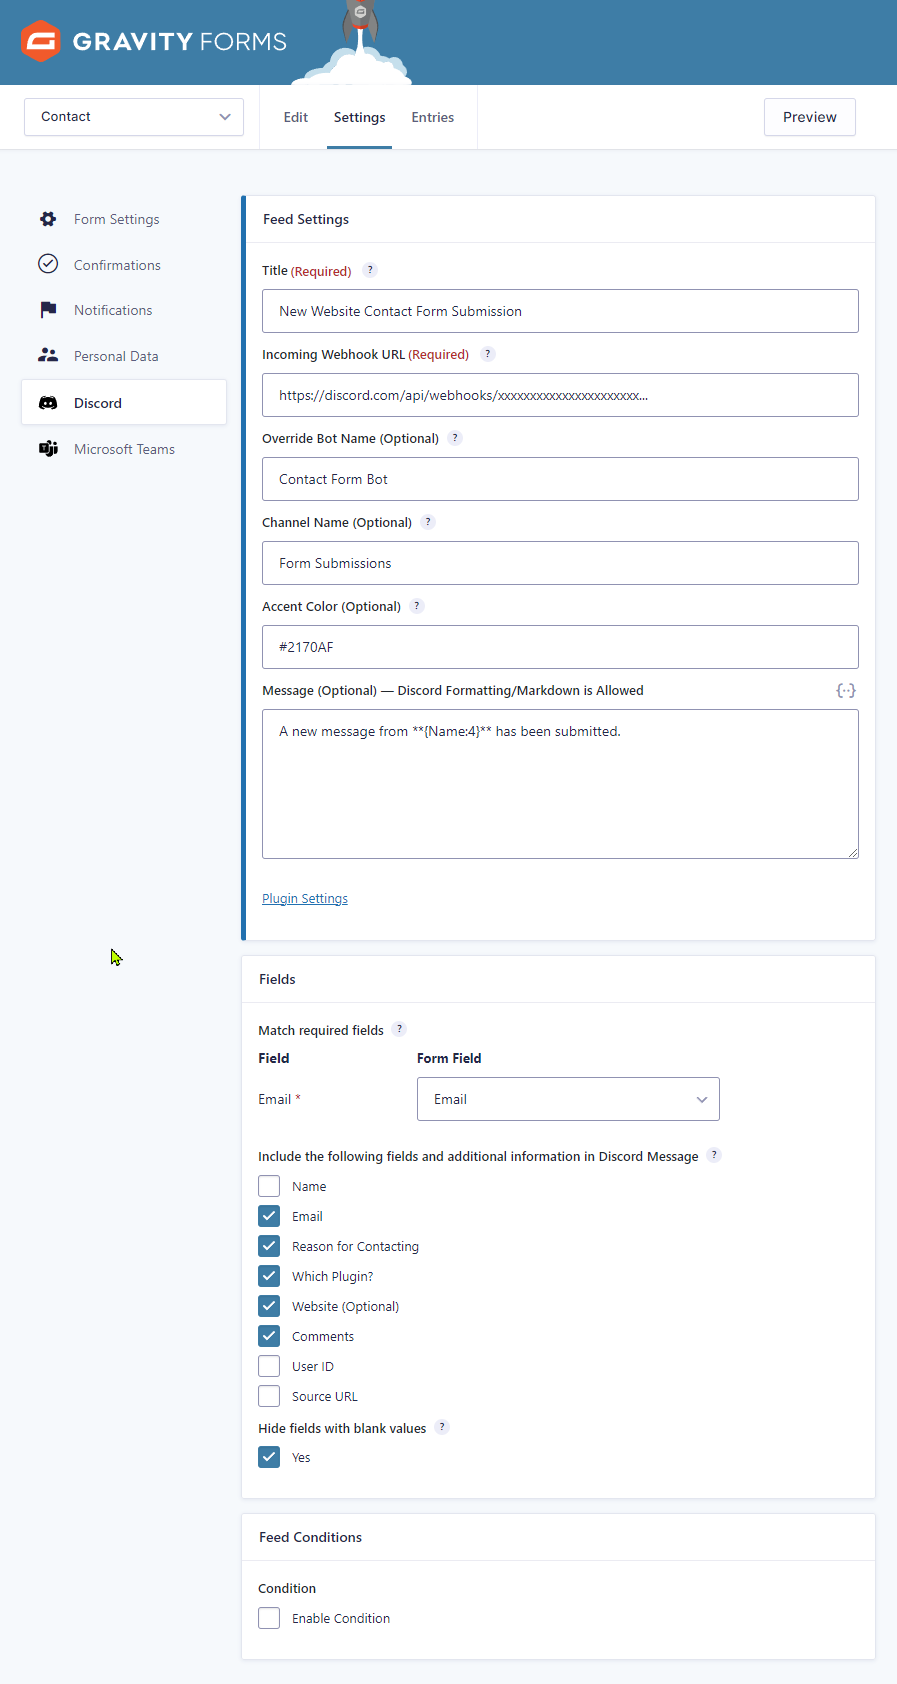 GRAVITY FORMS
Contact
Edit Settings Entries
Preview
Form Settings
Confirmations
Notifications
Personal Data
Discord
Microsoft Teams
Feed Settings
Title (Required) ?
New Website Contact Form Submission
Incoming Webhook URL (Required) ?
https://discord.com/api/webhooks/xxxxxxxxxxxxxxxxxxxxxx...
Override Bot Name (Optional) ?
Contact Form Bot
Channel Name (Optional) ?
Form Submissions
Accent Color (Optional) ?
#2170AF
Message (Optional) — Discord Formatting/Markdown is Allowed
A new message from **{Name:4}** has been submitted.
Plugin Settings
Fields
Match required fields ?
Field Form Field
Email * Email
Include the following fields and additional information in Discord Message ?
Name
Email
Reason for Contacting
Which Plugin?
Website (Optional)
Comments
User ID
Source URL
Hide fields with blank values ?
Yes
Feed Conditions
Condition
Enable Condition